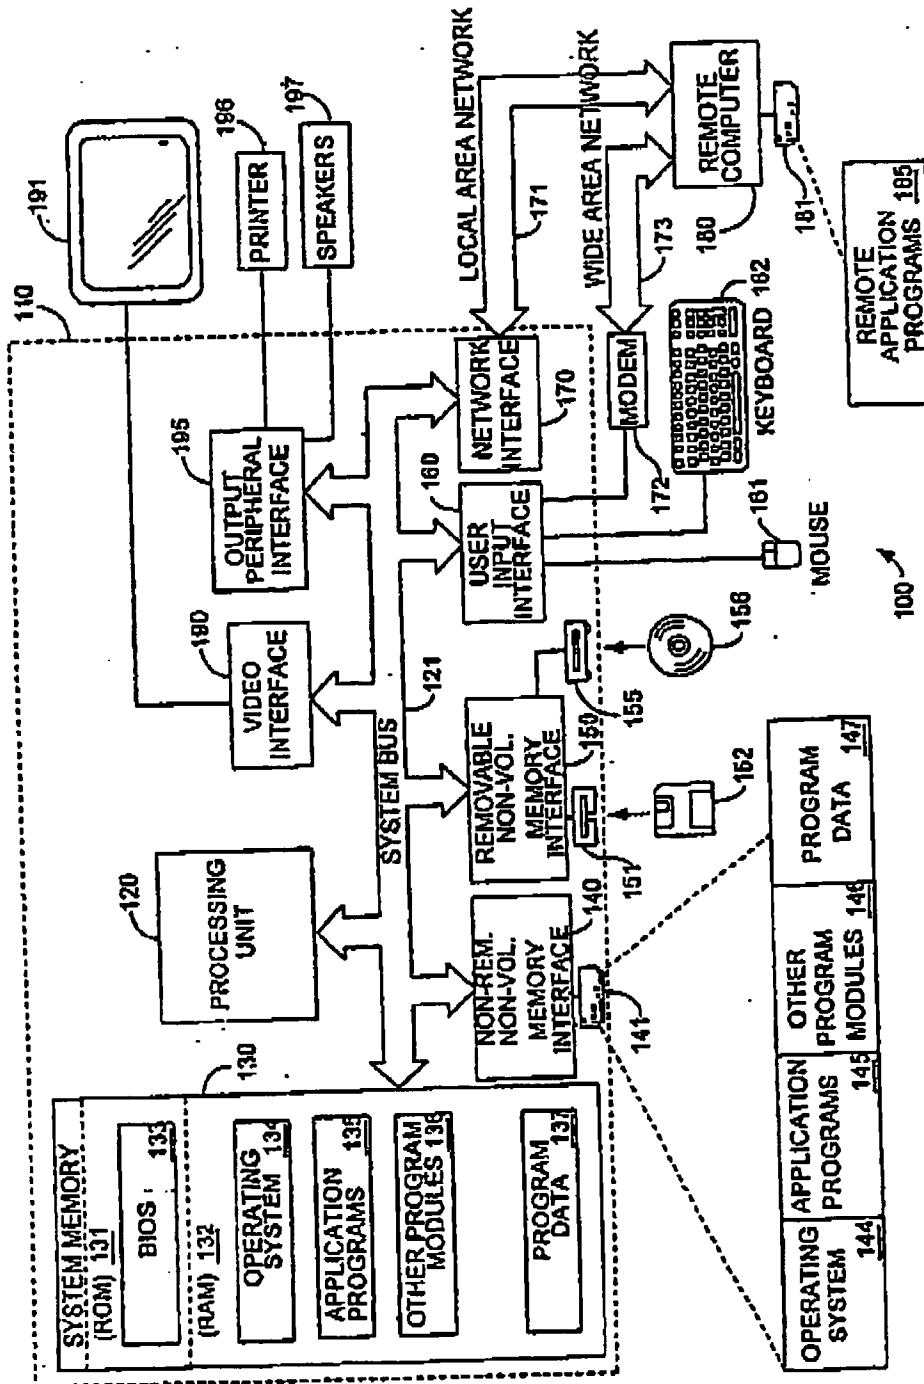 SYSTEM MEMORY
(ROM) 131
BIOS
133
(RAM) 132
OPERATING
SYSTEM 134
APPLICATION
PROGRAMS 135
OTHER PROGRAM
MODULES 136
PROGRAM
DATA 137
130
120
PROCESSING
UNIT
SYSTEM BUS
121
190
VIDEO
INTERFACE
195
OUTPUT
PERIPHERAL
INTERFACE
110
191
196
PRINTER
197
SPEAKERS
NON-REM.
NON-VOL.
MEMORY
INTERFACE
140
141
REMOVABLE
NON-VOL.
MEMORY
INTERFACE
150
151
152
155
156
160
USER
INPUT
INTERFACE
NETWORK
INTERFACE
170
LOCAL AREA NETWORK
171
WIDE AREA NETWORK
173
MODEM
172
REMOTE
COMPUTER
180
181
KEYBOARD 162
161
MOUSE
100
OPERATING
SYSTEM 144
APPLICATION
PROGRAMS 145
OTHER
PROGRAM
MODULES 146
PROGRAM
DATA 147
REMOTE
APPLICATION
PROGRAMS 185